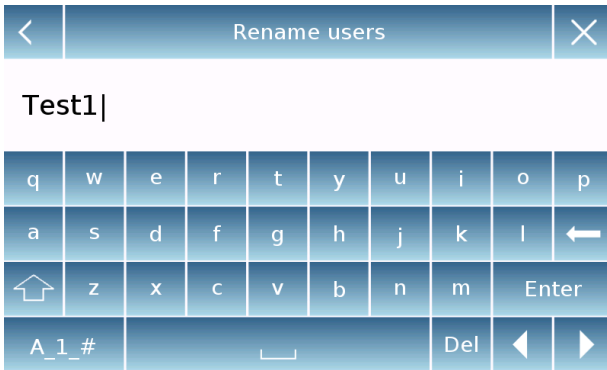 Rename users
Test1
q w e r t y u i o p
a s d f g h j k l
z x c v b n m Enter
A_1_# Del